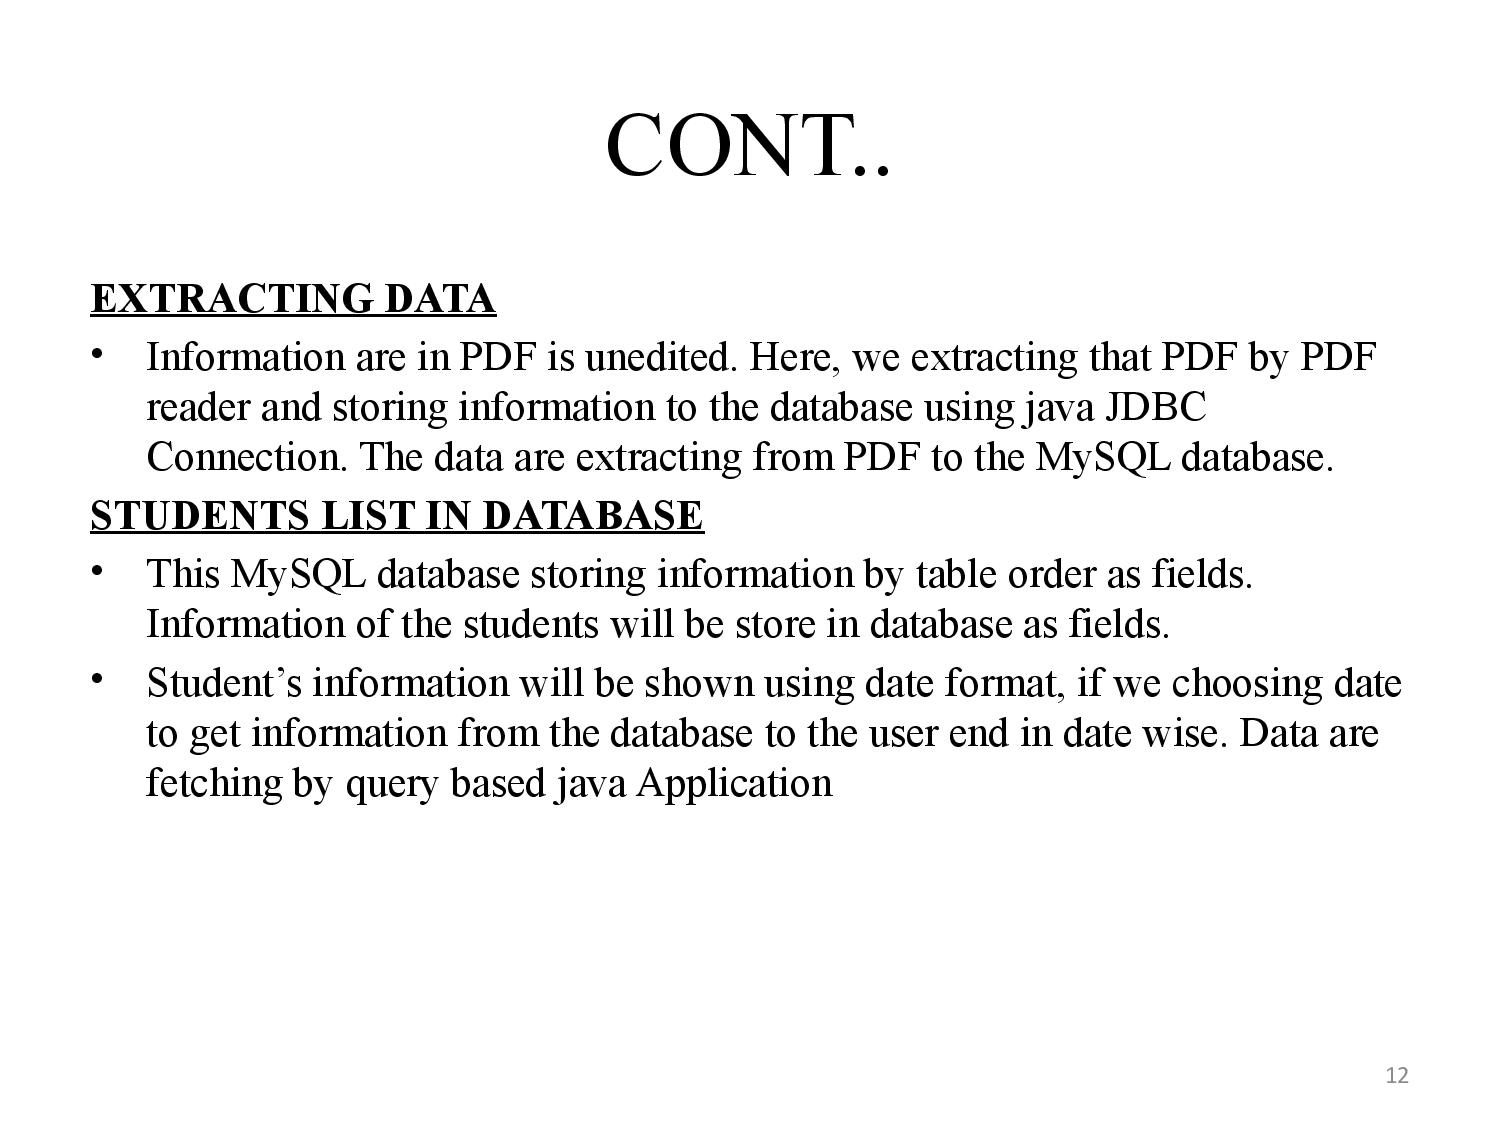 CONT..
EXTRACTING DATA
• Information are in PDF is unedited. Here, we extracting that PDF by PDF
reader and storing information to the database using java JDBC
Connection. The data are extracting from PDF to the MySQL database.
STUDENTS LIST IN DATABASE
• This MySQL database storing information by table order as fields.
Information of the students will be store in database as fields.
• Student’s information will be shown using date format, if we choosing date
to get information from the database to the user end in date wise. Data are
fetching by query based java Application
12